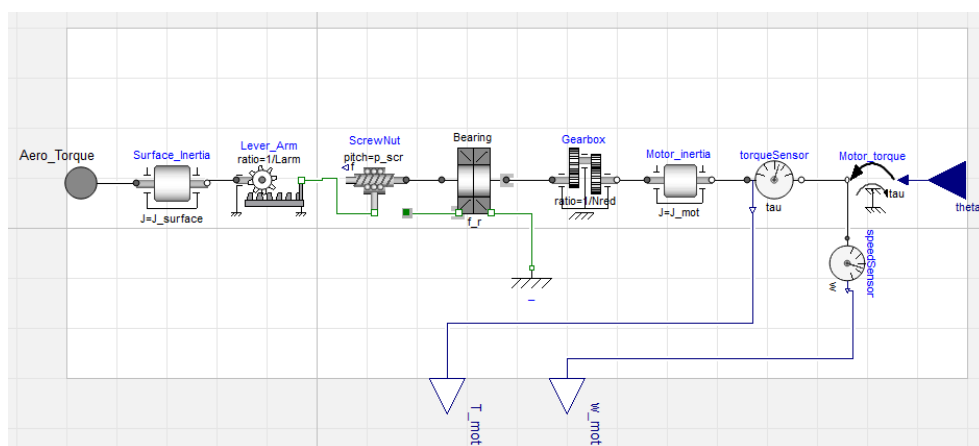 Aero_Torque
Surface_Inertia
J=J_surface
Lever_Arm
ratio=1/Larm
ScrewNut
pitch=p_scr
f
Bearing
f_r
Gearbox
ratio=1/Nred
Motor_inertia
J=J_mot
torqueSensor
tau
Motor_torque
tau
theta
speedSensor
w
T_mot
w_mot